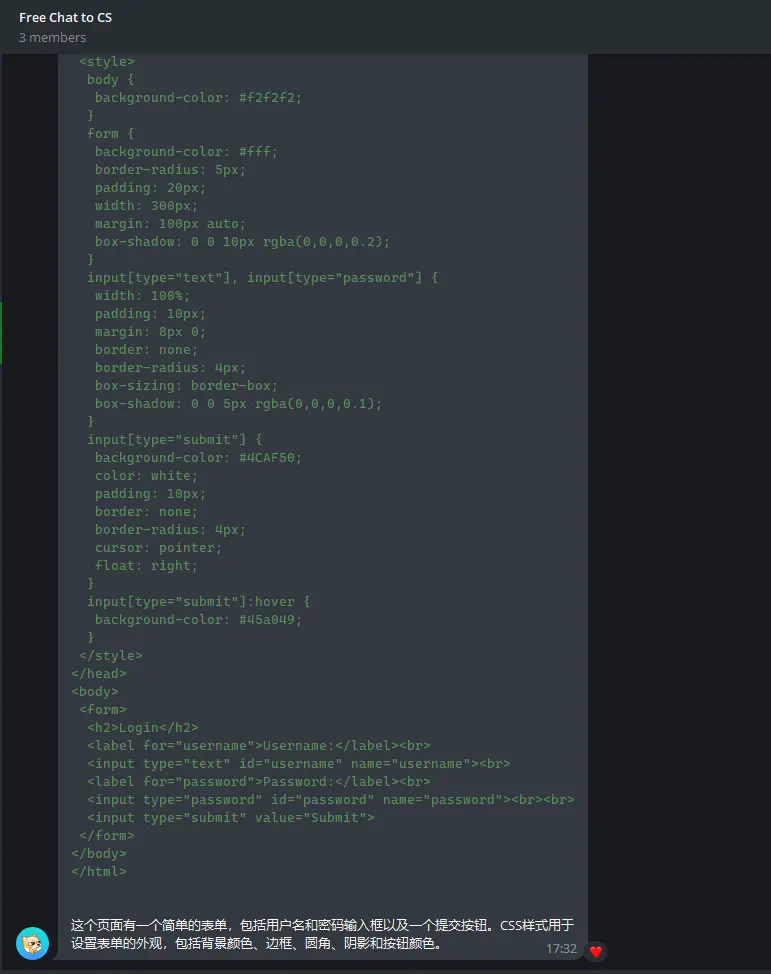 Free Chat to CS
3 members
<style>
body {
background-color: #f2f2f2;
}
form {
background-color: #fff;
border-radius: 5px;
padding: 20px;
width: 300px;
margin: 100px auto;
box-shadow: 0 0 10px rgba(0,0,0,0.2);
}
input[type="text"], input[type="password"] {
width: 100%;
padding: 10px;
margin: 8px 0;
border: none;
border-radius: 4px;
box-sizing: border-box;
box-shadow: 0 0 5px rgba(0,0,0,0.1);
}
input[type="submit"] {
background-color: #4CAF50;
color: white;
padding: 10px;
border: none;
border-radius: 4px;
cursor: pointer;
float: right;
}
input[type="submit"]:hover {
background-color: #45a049;
}
</style>
</head>
<body>
<form>
<h2>Login</h2>
<label for="username">Username:</label><br>
<input type="text" id="username" name="username"><br>
<label for="password">Password:</label><br>
<input type="password" id="password" name="password"><br><br>
<input type="submit" value="Submit">
</form>
</body>
</html>
这个页面有一个简单的表单，包括用户名和密码输入框以及一个提交按钮。CSS样式用于
设置表单的外观，包括背景颜色、边框、圆角、阴影和按钮颜色。
17:32